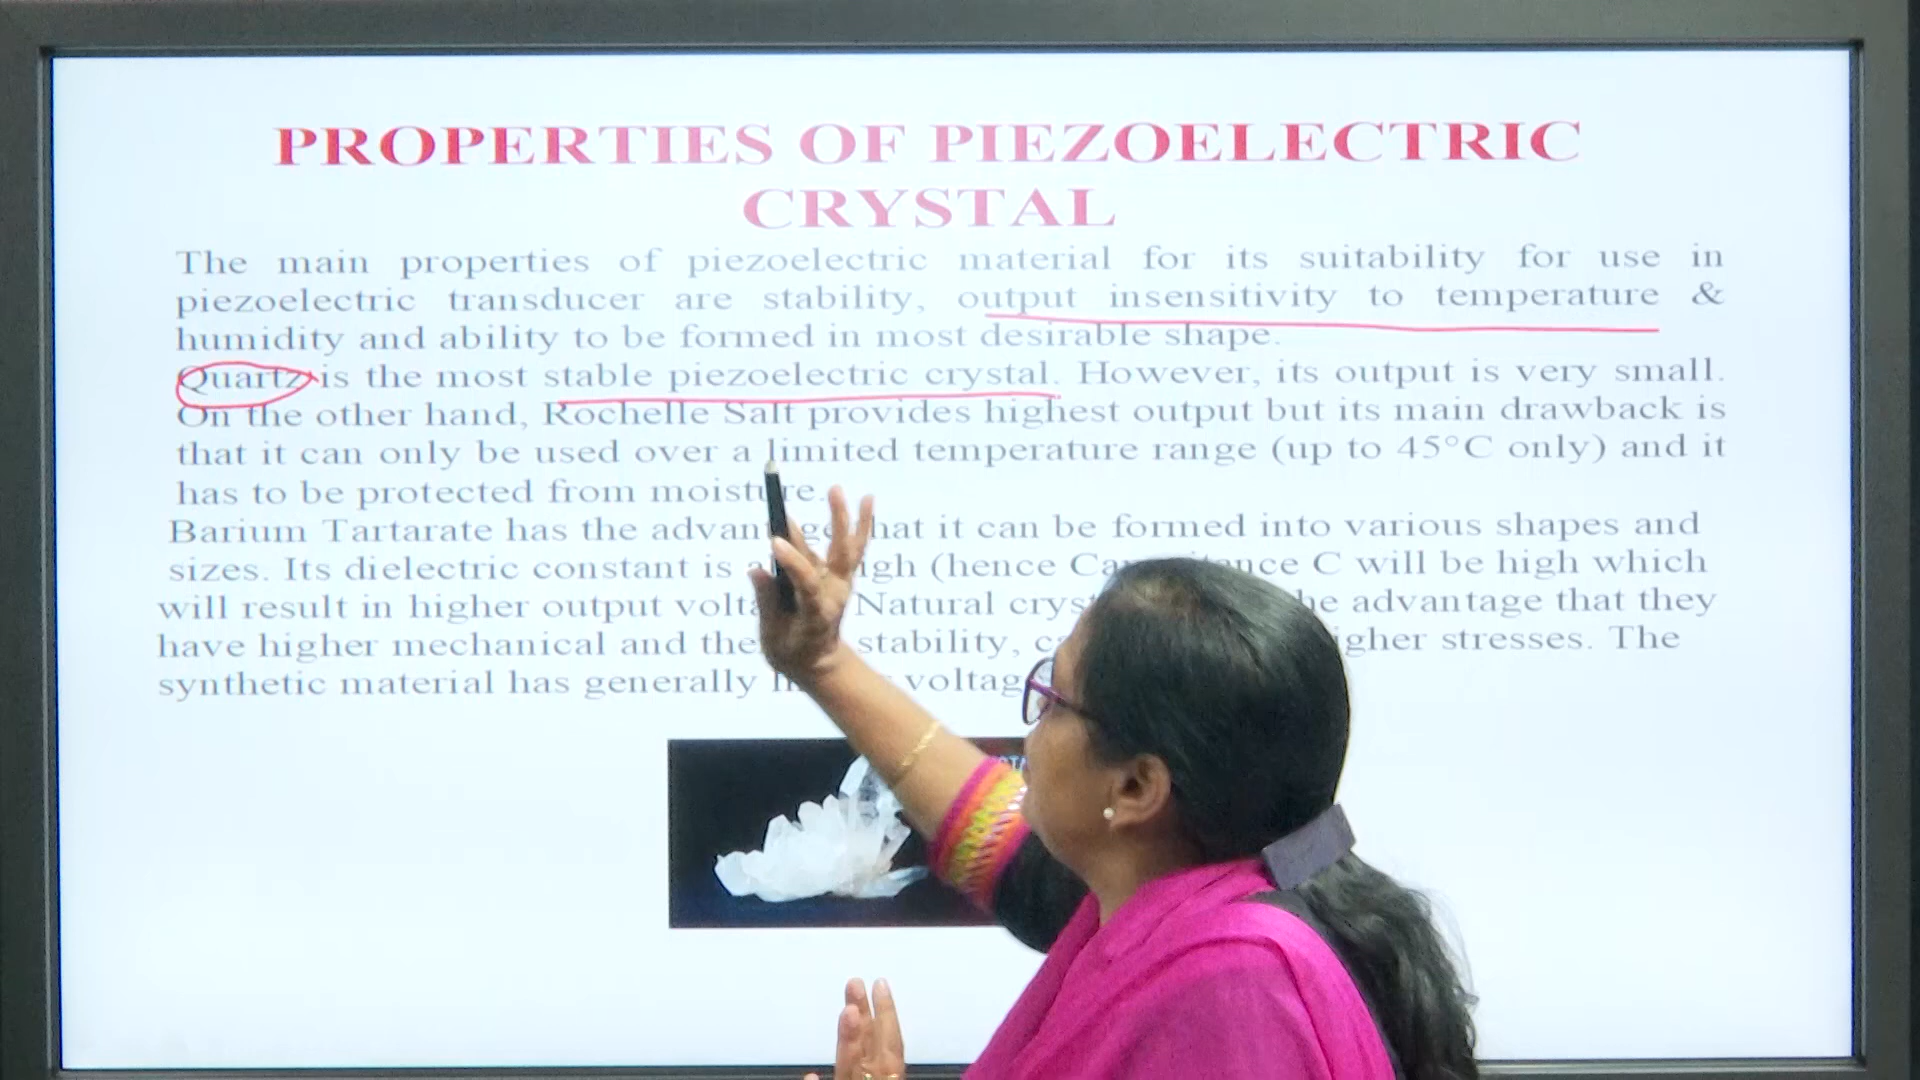 PROPERTIES OF PIEZOELECTRIC
CRYSTAL
The main properties of piezoelectric material for its suitability for use in
piezoelectric transducer are stability, output insensitivity to temperature &
humidity and ability to be formed in most desirable shape.
Quartz is the most stable piezoelectric crystal. However, its output is very small.
On the other hand, Rochelle Salt provides highest output but its main drawback is
that it can only be used over a limited temperature range (up to 45°C only) and it
has to be protected from moisture.
Barium Tartarate has the advantage that it can be formed into various shapes and
sizes. Its dielectric constant is (hence C will be high which
will result in higher output Natural advantage that they
have higher mechanical and stability, stresses. The
synthetic material has generally